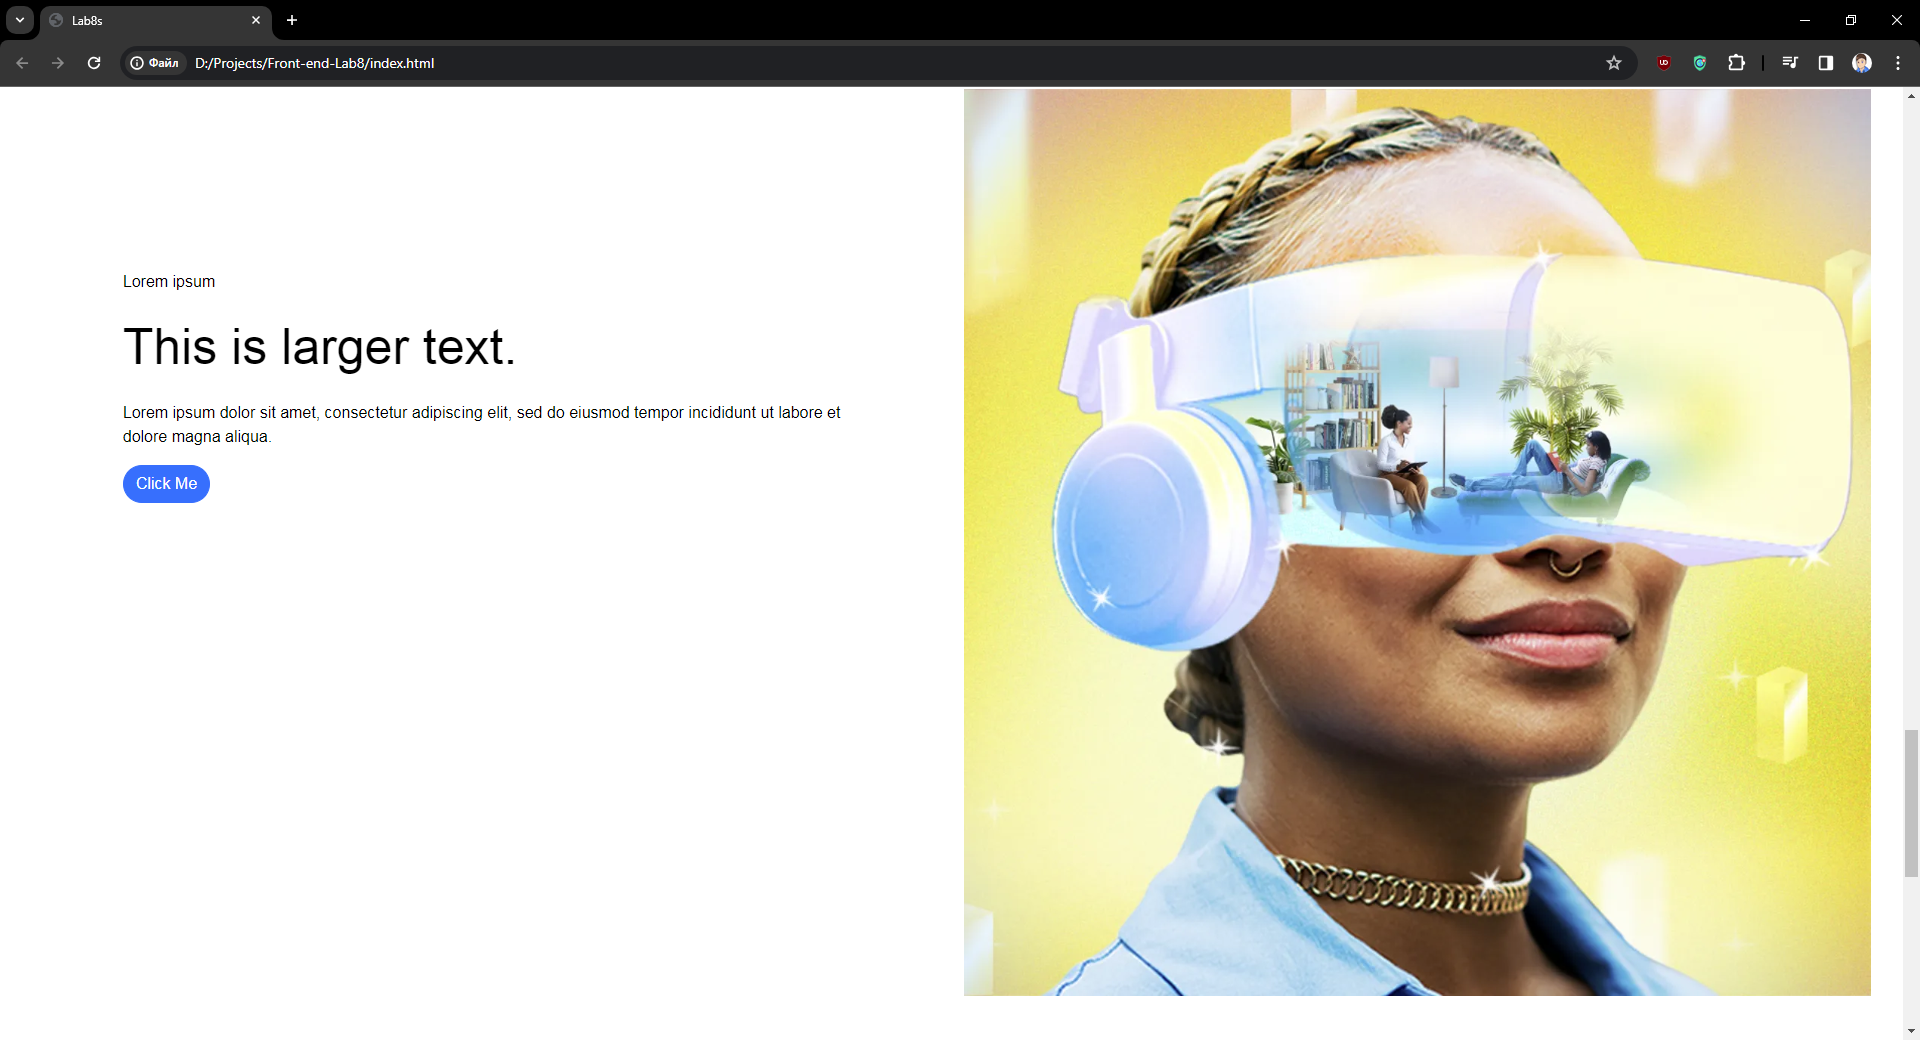 Lab8s
Файл
D:/Projects/Front-end-Lab8/index.html
Lorem ipsum
This is larger text.
Lorem ipsum dolor sit amet, consectetur adipiscing elit, sed do eiusmod tempor incididunt ut labore et
dolore magna aliqua.
Click Me